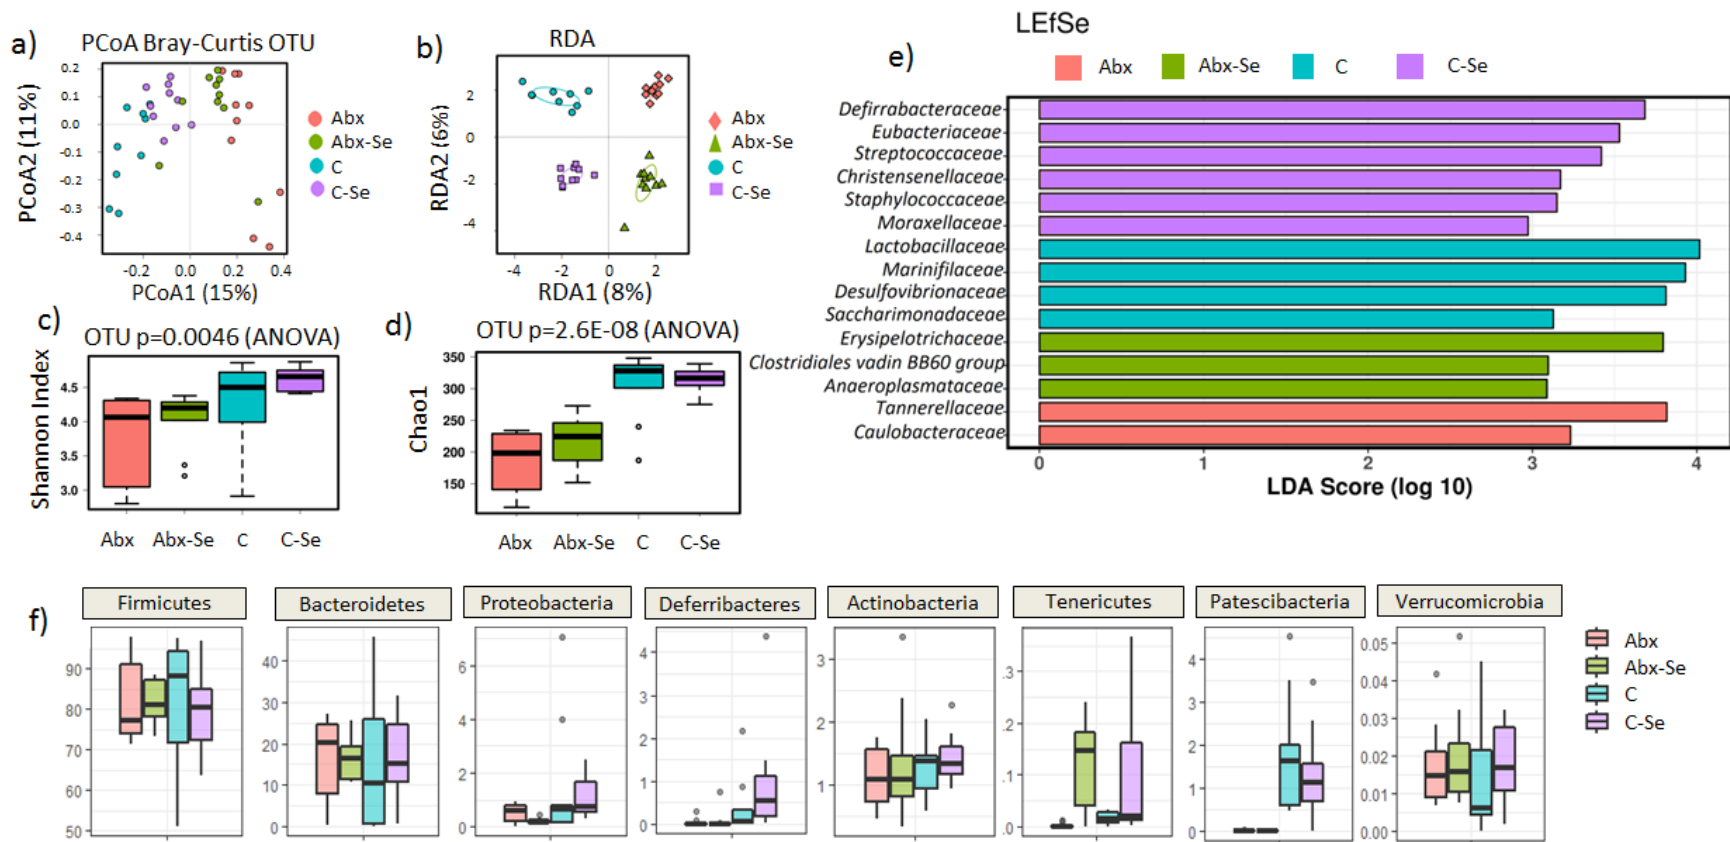 a)
PCoA Bray-Curtis OTU
PCoA2 (11%)
0.2
0.1
0.0
-0.1
-0.2
-0.3
-0.4
-0.2
0.0
0.2
0.4
PCoA1 (15%)
Abx
Abx-Se
C
C-Se
b)
RDA
RDA2 (6%)
2
0
-2
-4
-4
-2
0
2
RDA1 (8%)
Abx
Abx-Se
C
C-Se
c)
OTU p=0.0046 (ANOVA)
Shannon Index
4.5
4.0
3.5
3.0
Abx
Abx-Se
C
C-Se
d)
OTU p=2.6E-08 (ANOVA)
Chao1
350
300
250
200
150
Abx
Abx-Se
C
C-Se
e)
LEfSe
Abx
Abx-Se
C
C-Se
Defirrabacteraceae
Eubacteriaceae
Streptococcaceae
Christensenellaceae
Staphylococcaceae
Moraxellaceae
Lactobacillaceae
Marinifilaceae
Desulfovibrionaceae
Saccharimonadaceae
Erysipelotrichaceae
Clostridiales vadin BB60 group
Anaeroplasmataceae
Tannerellaceae
Caulobacteraceae
0
1
2
3
4
LDA Score (log 10)
f)
Firmicutes
90
80
70
60
50
Bacteroidetes
40
30
20
10
0
Proteobacteria
6
4
2
0
Deferribacteres
4
2
0
Actinobacteria
3
2
1
Tenericutes
.3
.2
.1
.0
Patescibacteria
4
3
2
1
0
Verrucomicrobia
0.05
0.04
0.03
0.02
0.01
0.00
Abx
Abx-Se
C
C-Se